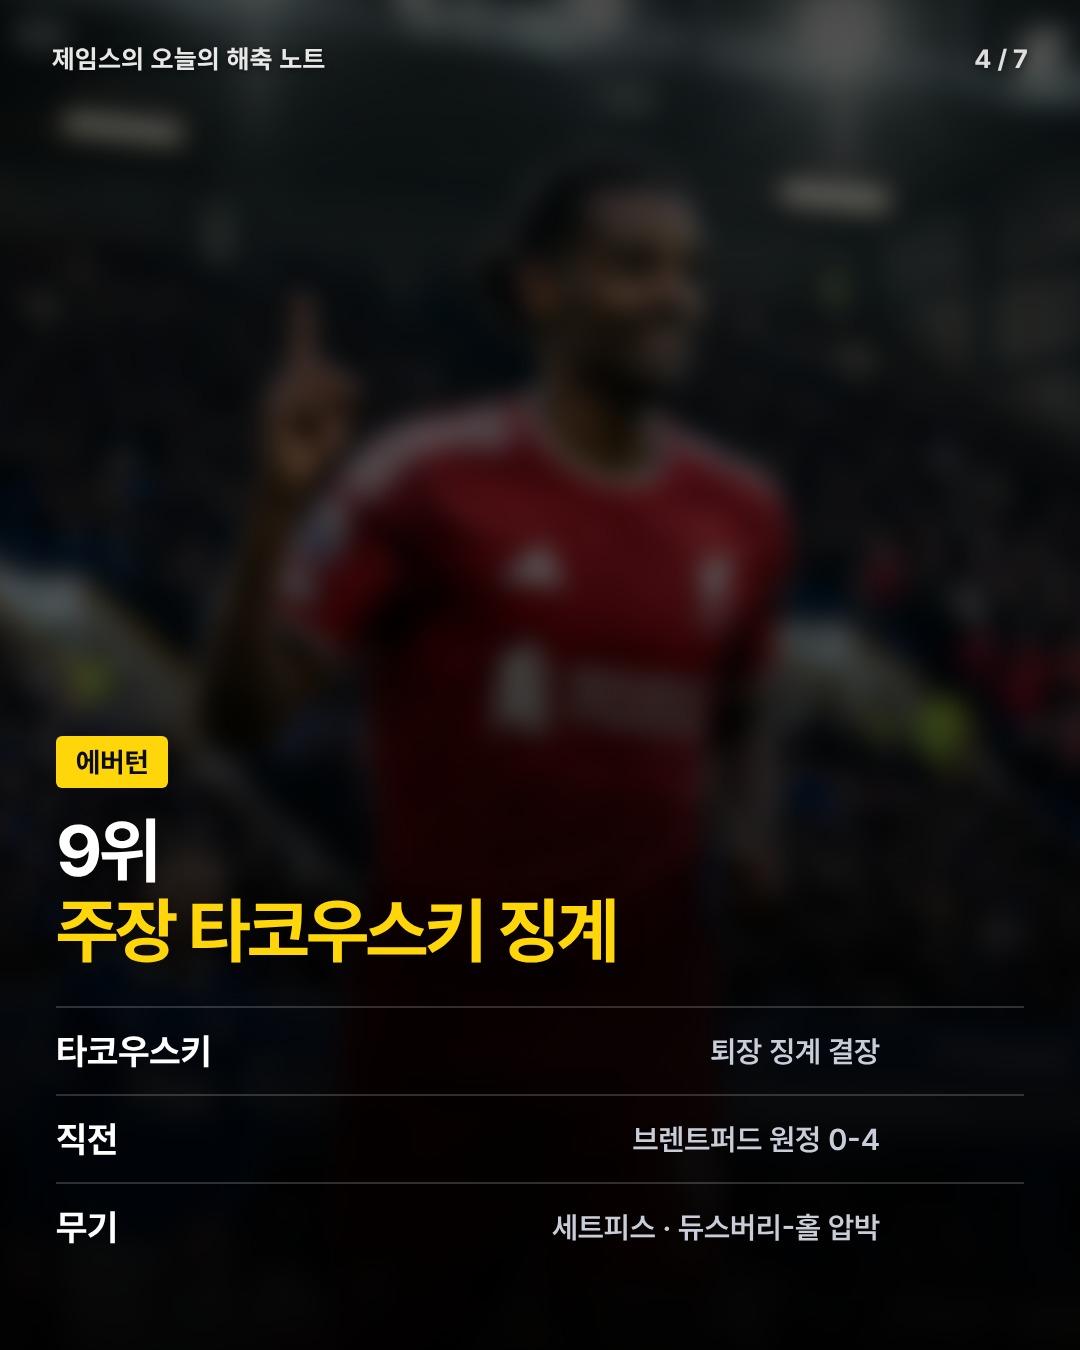 제임스의 오늘의 해축 노트
4 / 7
에버턴
9위
주장 타코우스키 징계
타코우스키 퇴장 징계 결장
직전 브렌트퍼드 원정 0-4
무기 세트피스 · 듀스버리-홀 압박